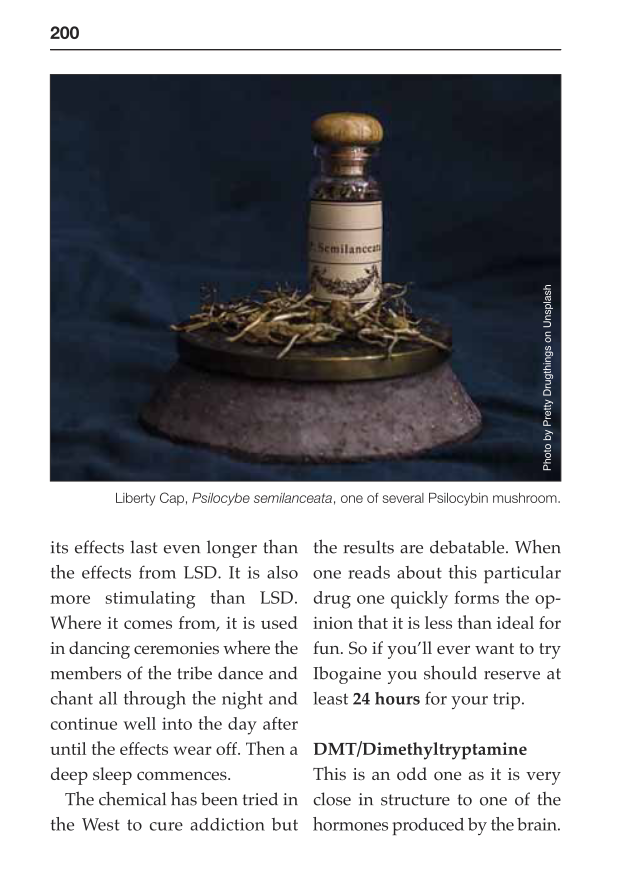 200
P. Semilanceata
Photo by Pretty Drugthings on Unsplash
Liberty Cap, Psilocybe semilanceata, one of several Psilocybin mushroom.
its effects last even longer than
the effects from LSD. It is also
more stimulating than LSD.
Where it comes from, it is used
in dancing ceremonies where the
members of the tribe dance and
chant all through the night and
continue well into the day after
until the effects wear off. Then a
deep sleep commences.
The chemical has been tried in
the West to cure addiction but
the results are debatable. When
one reads about this particular
drug one quickly forms the op-
inion that it is less than ideal for
fun. So if you’ll ever want to try
Ibogaine you should reserve at
least 24 hours for your trip.
DMT/Dimethyltryptamine
This is an odd one as it is very
close in structure to one of the
hormones produced by the brain.